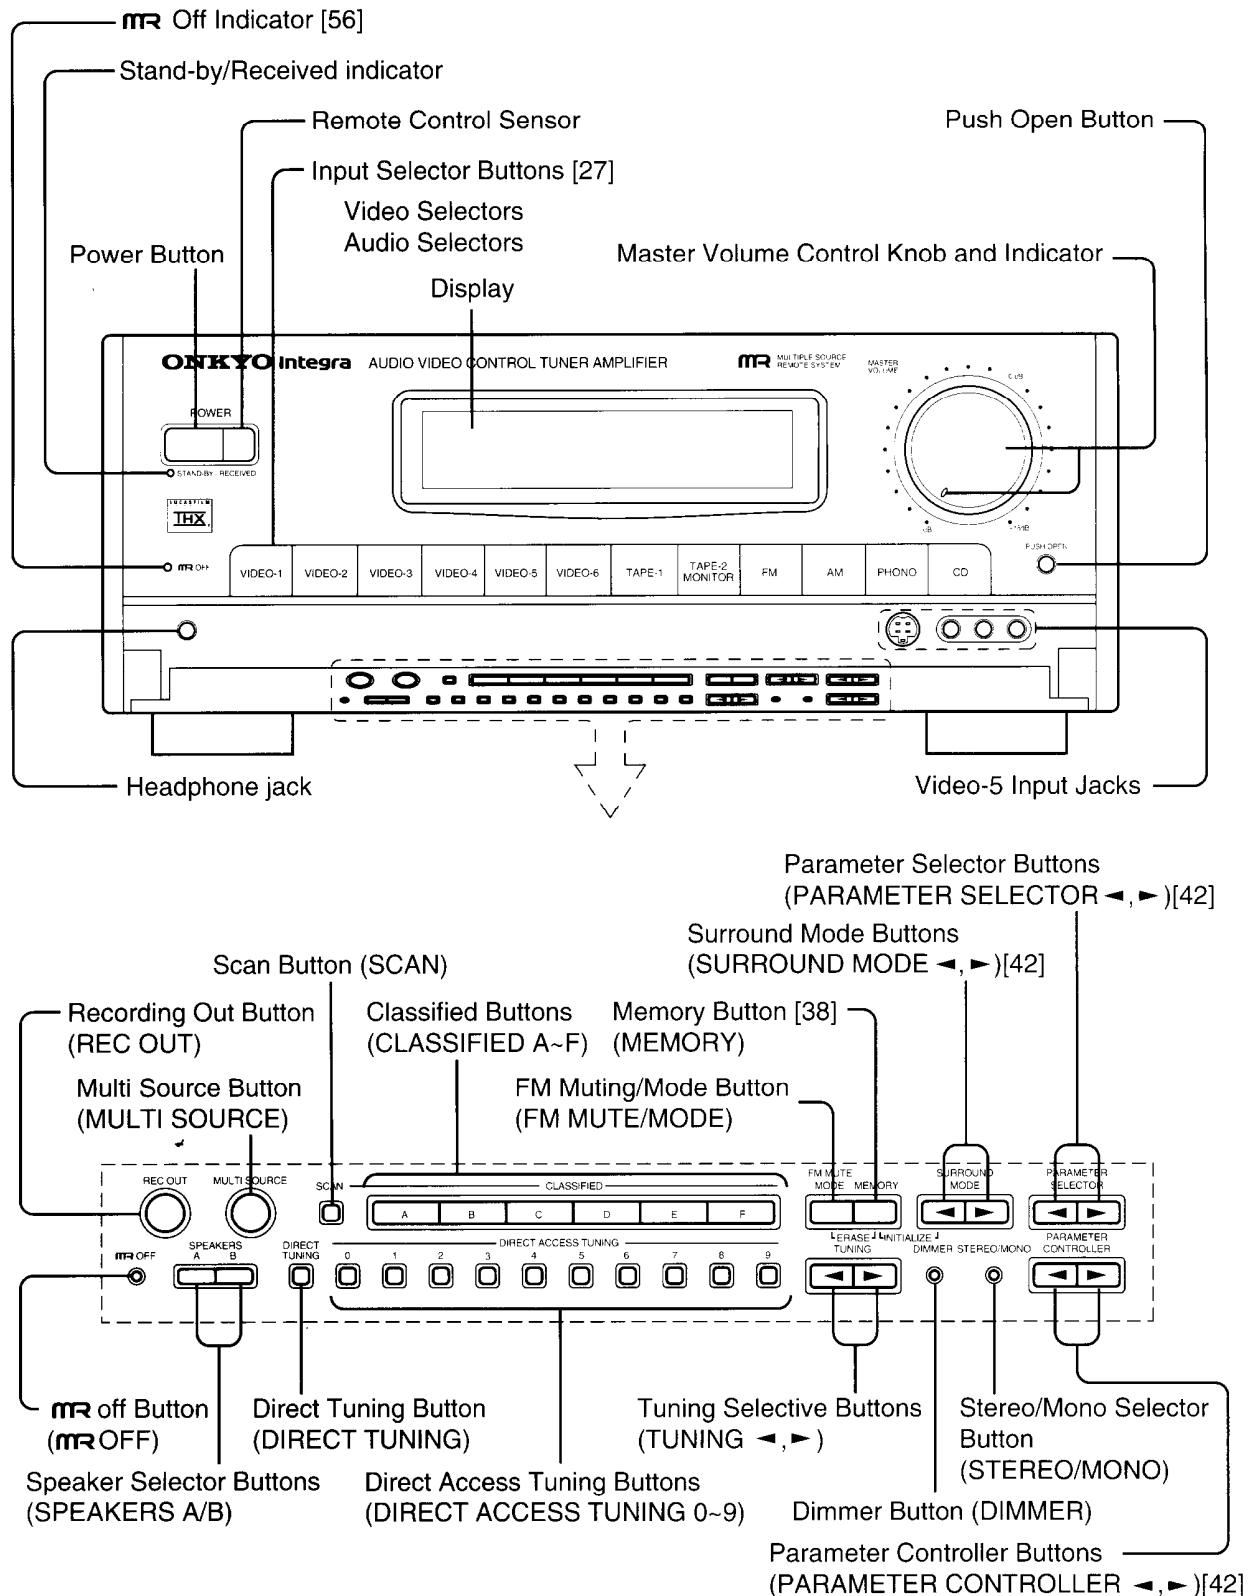 MR Off Indicator [56]
Stand-by/Received indicator
Remote Control Sensor
Push Open Button
Input Selector Buttons [27]
Video Selectors
Audio Selectors
Power Button
Master Volume Control Knob and Indicator
Display
ONKYO Integra AUDIO VIDEO CONTROL TUNER AMPLIFIER
MR MULTIPLE SOURCE
REMOTE SYSTEM
MASTER
VOLUME
0 dB
POWER
STAND-BY RECEIVED
LUCASFILM
THX
dB
PUSH OPEN
MR OFF
VIDEO-1 VIDEO-2 VIDEO-3 VIDEO-4 VIDEO-5 VIDEO-6 TAPE-1 TAPE-2 MONITOR FM AM PHONO CD
Headphone jack
Video-5 Input Jacks
Parameter Selector Buttons
(PARAMETER SELECTOR ◄,►)[42]
Surround Mode Buttons
(SURROUND MODE ◄,►)[42]
Scan Button (SCAN)
Recording Out Button
(REC OUT)
Classified Buttons
(CLASSIFIED A~F)
Memory Button [38]
(MEMORY)
Multi Source Button
(MULTI SOURCE)
FM Muting/Mode Button
(FM MUTE/MODE)
REC OUT MULTI SOURCE SCAN CLASSIFIED
FM MUTE
MODE MEMORY
SURROUND
MODE
PARAMETER
SELECTOR
A B C D E F
MR OFF
SPEAKERS
A B
DIRECT
TUNING
DIRECT ACCESS TUNING
0 1 2 3 4 5 6 7 8 9
ERASE INITIALIZE
TUNING
DIMMER STEREO/MONO
PARAMETER
CONTROLLER
MR off Button
(MR OFF)
Direct Tuning Button
(DIRECT TUNING)
Tuning Selective Buttons
(TUNING ◄,►)
Stereo/Mono Selector
Button
(STEREO/MONO)
Speaker Selector Buttons
(SPEAKERS A/B)
Direct Access Tuning Buttons
(DIRECT ACCESS TUNING 0~9)
Dimmer Button (DIMMER)
Parameter Controller Buttons
(PARAMETER CONTROLLER ◄,►)[42]